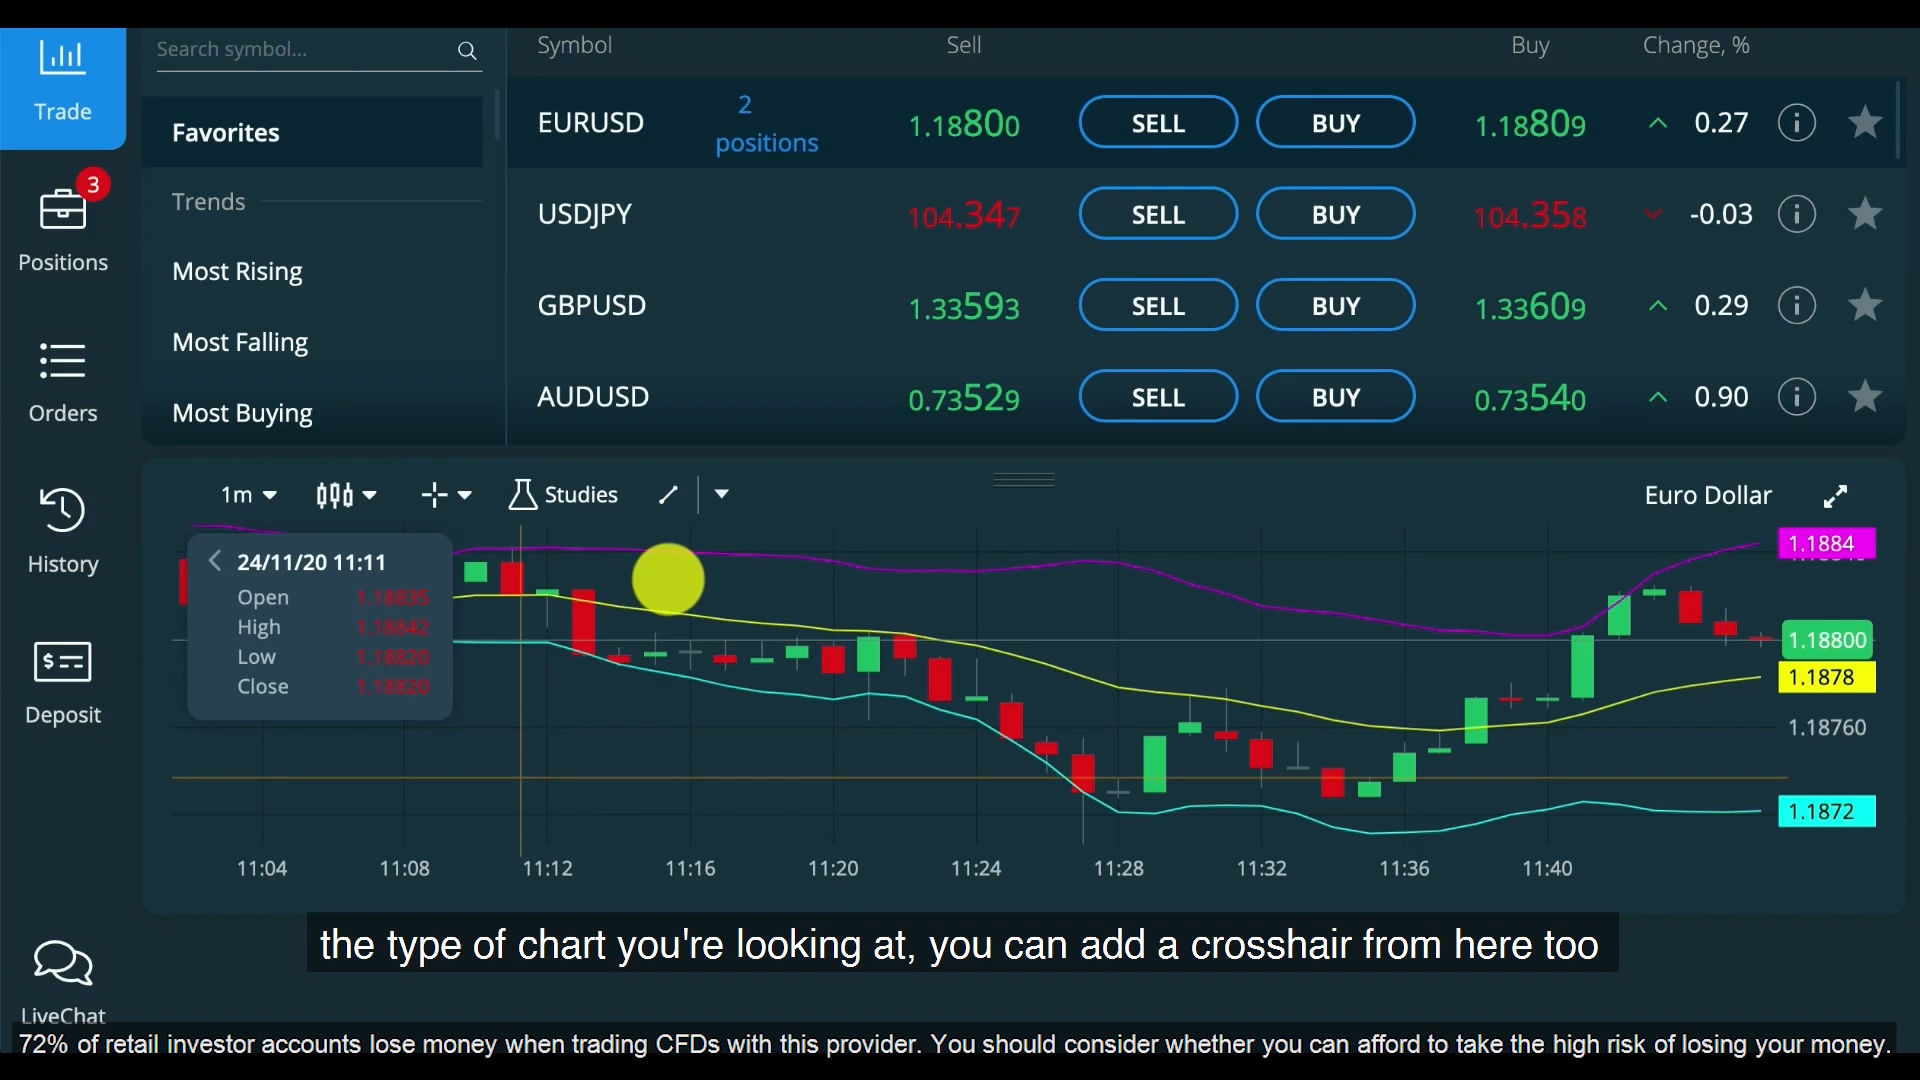 Trade
3
Positions
Orders
History
Deposit
LiveChat
Search symbol...
Favorites
Trends
Most Rising
Most Falling
Most Buying
Symbol Sell Buy Change, %
EURUSD 2 positions 1.18800 SELL BUY 1.18809 0.27
USDJPY 104.347 SELL BUY 104.358 -0.03
GBPUSD 1.33593 SELL BUY 1.33609 0.29
AUDUSD 0.73529 SELL BUY 0.73540 0.90
1m Studies Euro Dollar
24/11/20 11:11
Open 1.18835
High 1.18842
Low 1.18820
Close 1.18820
1.1884
1.18800
1.1878
1.18760
1.1872
11:04 11:08 11:12 11:16 11:20 11:24 11:28 11:32 11:36 11:40
the type of chart you're looking at, you can add a crosshair from here too
72% of retail investor accounts lose money when trading CFDs with this provider. You should consider whether you can afford to take the high risk of losing your money.